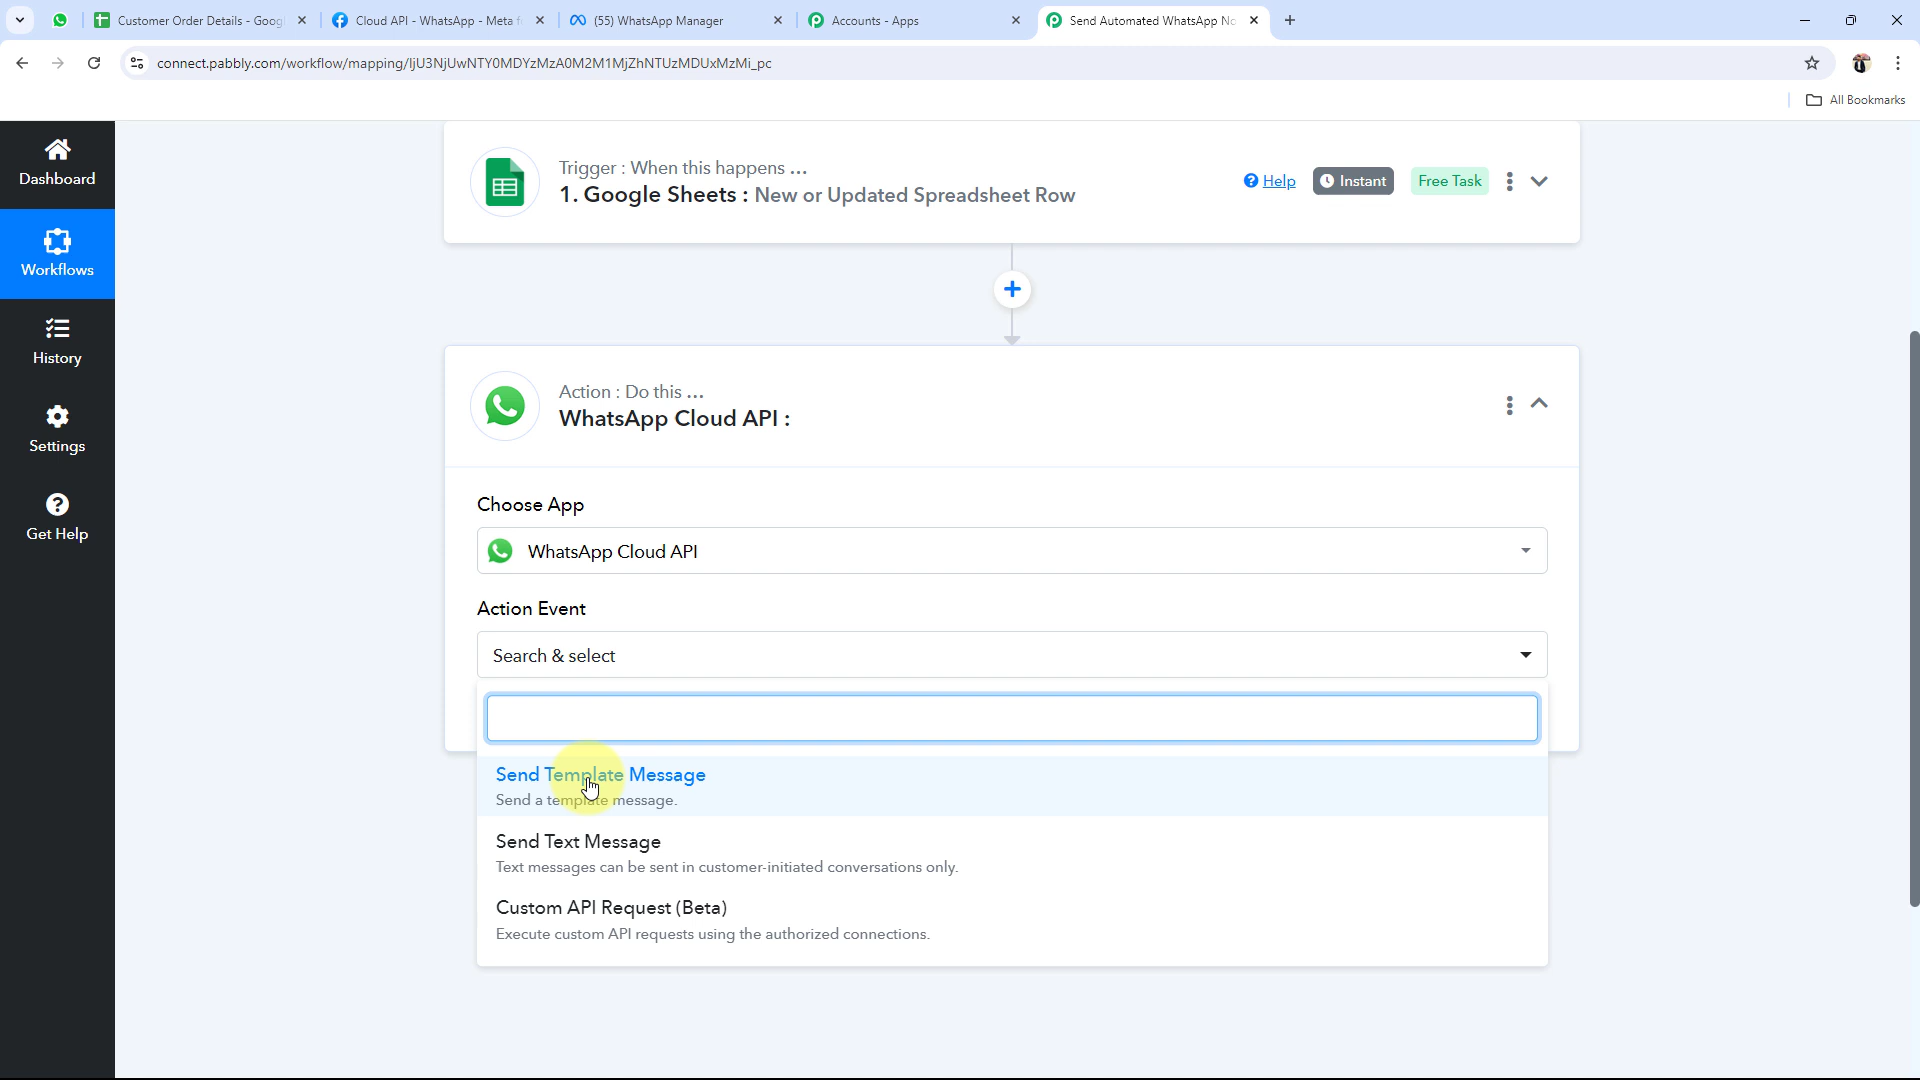 Customer Order Details - Goog
Cloud API - WhatsApp - Meta f
(55) WhatsApp Manager
Accounts - Apps
Send Automated WhatsApp No
connect.pabbly.com/workflow/mapping/IjU3NjUwNTY0MDYzMzA0M2M1MjZhNTUzMDUxMzMi_pc
All Bookmarks
Dashboard
Workflows
History
Settings
Get Help
Trigger : When this happens ...
1. Google Sheets : New or Updated Spreadsheet Row
Help
Instant
Free Task
Action : Do this ...
WhatsApp Cloud API :
Choose App
WhatsApp Cloud API
Action Event
Search & select
Send Template Message
Send a template message.
Send Text Message
Text messages can be sent in customer-initiated conversations only.
Custom API Request (Beta)
Execute custom API requests using the authorized connections.